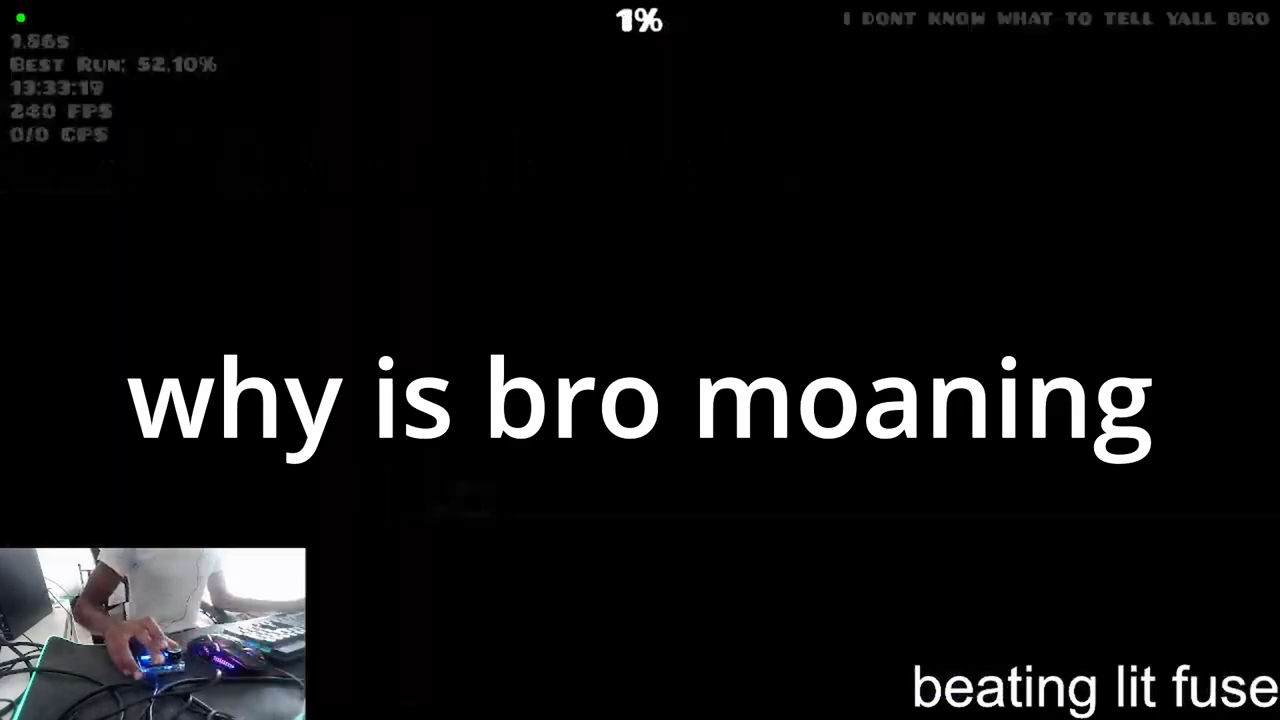 1%
I DONT KNOW WHAT TO TELL YALL BRO
1.56s
BEST RUN: 52.10%
13:33:19
240 FPS
0/0 CPS
why is bro moaning
beating lit fuse